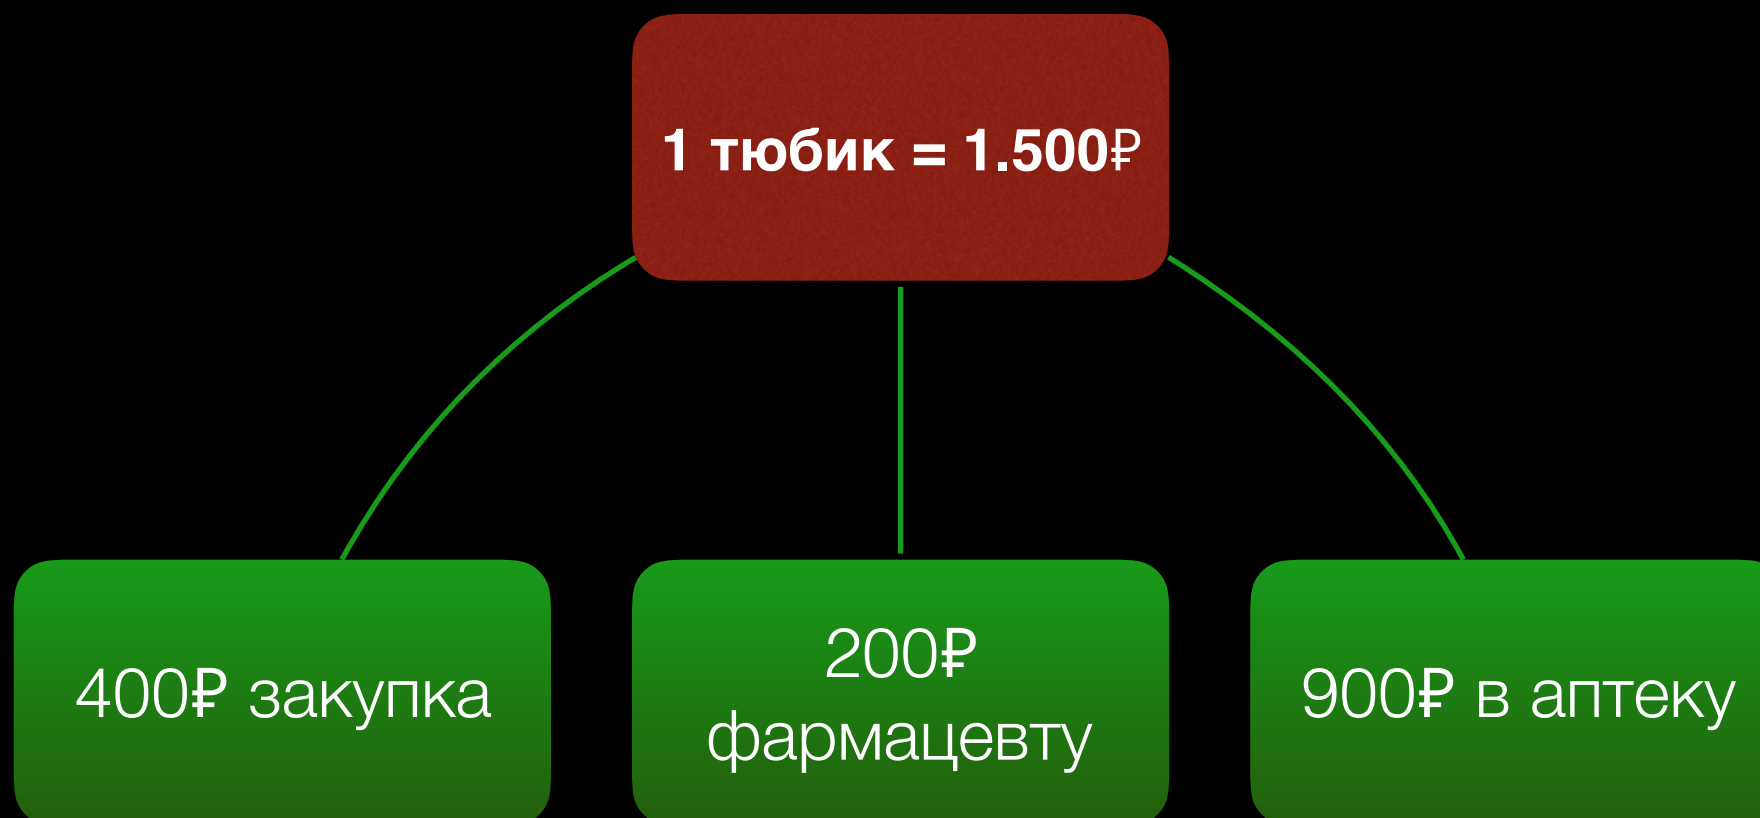 1 тюбик = 1.500₽
400₽ закупка
200₽
фармацевту
900₽ в аптеку